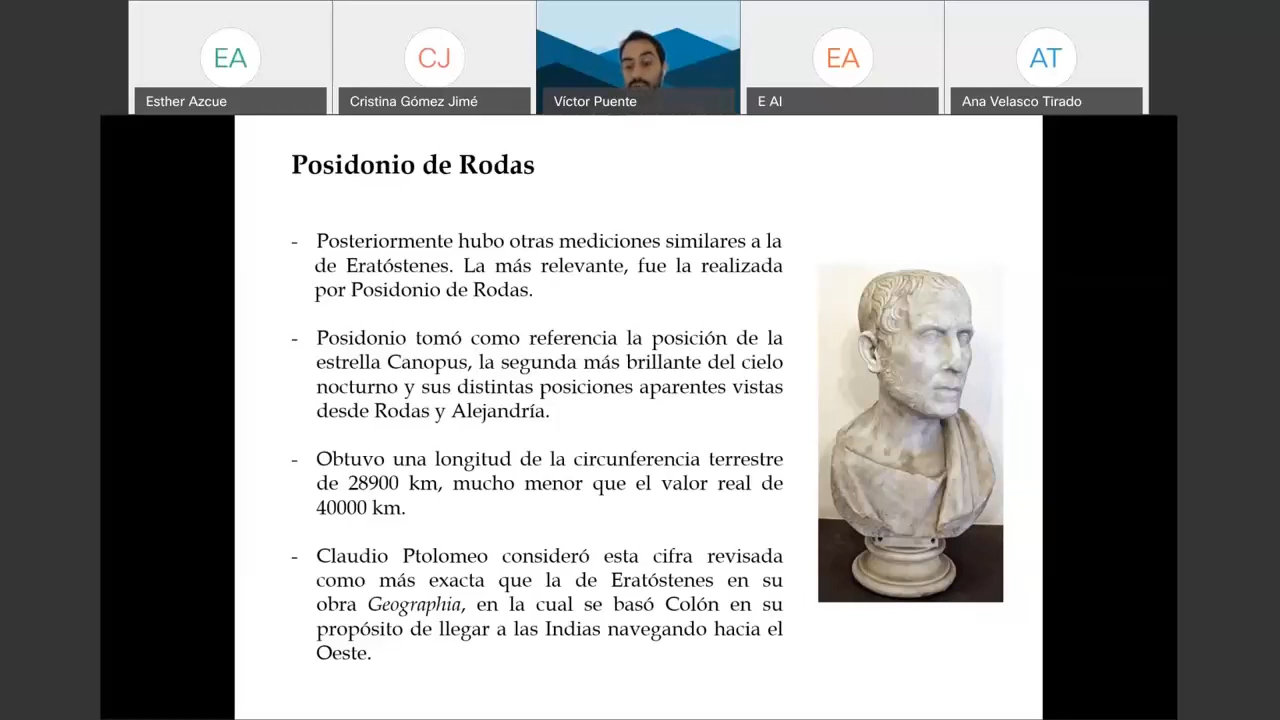 EA
CJ
EA
AT
Esther Azcue
Cristina Gómez Jimé
Víctor Puente
E Al
Ana Velasco Tirado
Posidonio de Rodas
- Posteriormente hubo otras mediciones similares a la
de Eratóstenes. La más relevante, fue la realizada
por Posidonio de Rodas.
- Posidonio tomó como referencia la posición de la
estrella Canopus, la segunda más brillante del cielo
nocturno y sus distintas posiciones aparentes vistas
desde Rodas y Alejandría.
- Obtuvo una longitud de la circunferencia terrestre
de 28900 km, mucho menor que el valor real de
40000 km.
- Claudio Ptolomeo consideró esta cifra revisada
como más exacta que la de Eratóstenes en su
obra Geographia, en la cual se basó Colón en su
propósito de llegar a las Indias navegando hacia el
Oeste.